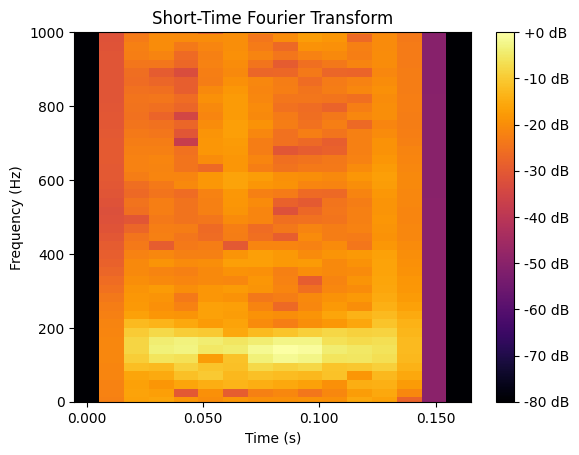 Short-Time Fourier Transform
Frequency (Hz)
1000
800
600
400
200
0
0.000
0.050
0.100
0.150
Time (s)
+0 dB
-10 dB
-20 dB
-30 dB
-40 dB
-50 dB
-60 dB
-70 dB
-80 dB